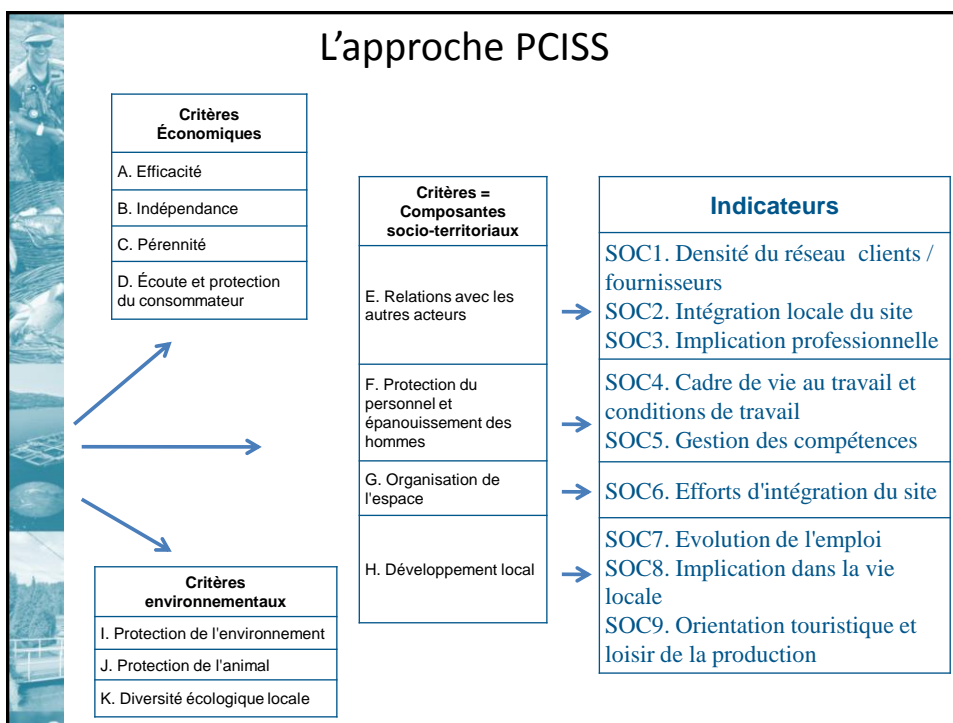 L'approche PCISS
Critères
Économiques
A. Efficacité
B. Indépendance
C. Pérennité
D. Écoute et protection
du consommateur
Critères =
Composantes
socio-territoriaux
E. Relations avec les
autres acteurs
F. Protection du
personnel et
épanouissement des
hommes
G. Organisation de
l'espace
H. Développement local
Indicateurs
SOC1. Densité du réseau clients /
fournisseurs
SOC2. Intégration locale du site
SOC3. Implication professionnelle
SOC4. Cadre de vie au travail et
conditions de travail
SOC5. Gestion des compétences
SOC6. Efforts d'intégration du site
SOC7. Evolution de l'emploi
SOC8. Implication dans la vie
locale
SOC9. Orientation touristique et
loisir de la production
Critères
environnementaux
I. Protection de l'environnement
J. Protection de l'animal
K. Diversité écologique locale